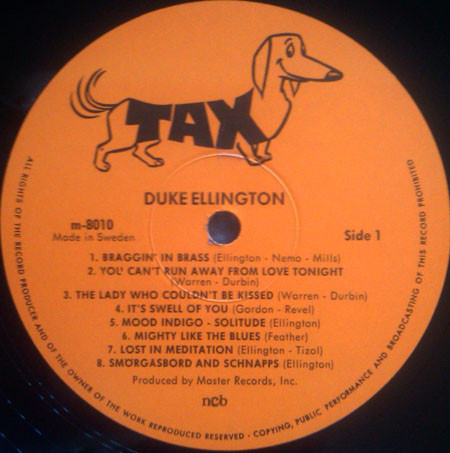 TAX
DUKE ELLINGTON
m-8010
Made in Sweden
Side 1
1. BRAGGIN' IN BRASS (Ellington - Nemo - Mills)
2. YOL' CAN'T RUN AWAY FROM LOVE TONIGHT
(Warren - Durbin)
3. THE LADY WHO COULDN'T BE KISSED (Warren - Durbin)
4. IT'S SWELL OF YOU (Gordon - Revel)
5. MOOD INDIGO - SOLITUDE (Ellington)
6. MIGHTY LIKE THE BLUES (Feather)
7. LOST IN MEDITATION (Ellington - Tizol)
8. SMORGASBORD AND SCHNAPPS (Ellington)
Produced by Master Records, Inc.
ncb
ALL RIGHTS OF THE RECORD PRODUCER AND OF THE OWNER OF THE WORK REPRODUCED RESERVED - COPYING, PUBLIC PERFORMANCE AND BROADCASTING OF THIS RECORD PROHIBITED